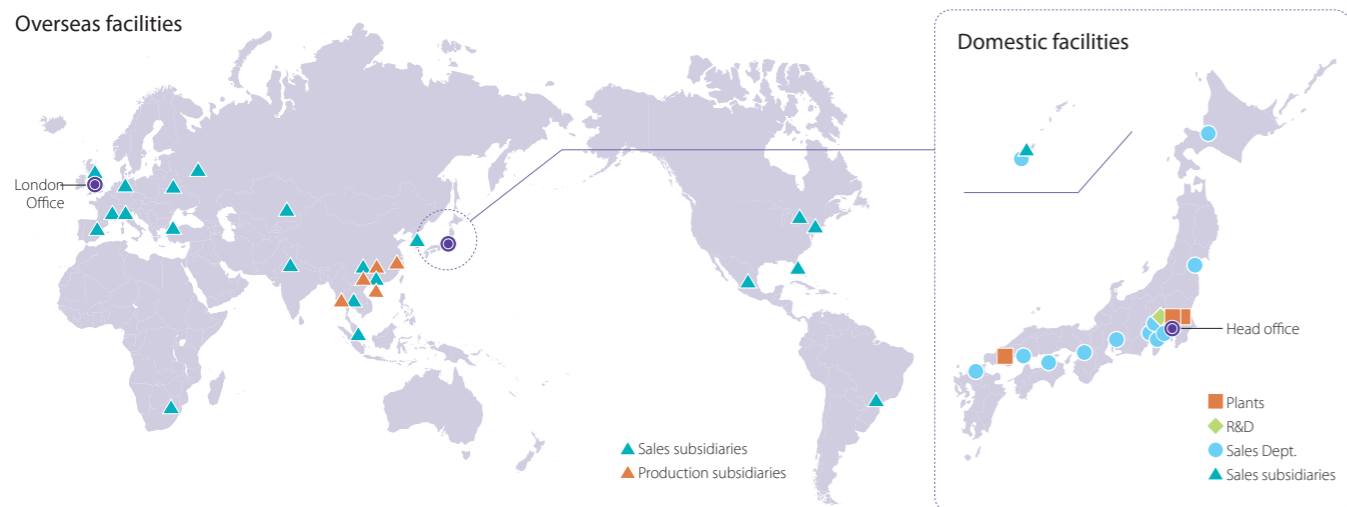 Overseas facilities
London
Office
Sales subsidiaries
Production subsidiaries
Domestic facilities
Head office
Plants
R&D
Sales Dept.
Sales subsidiaries